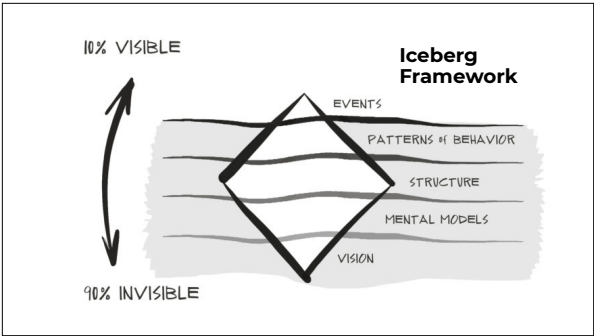 10% VISIBLE
Iceberg
Framework
EVENTS
PATTERNS of BEHAVIOR
STRUCTURE
MENTAL MODELS
VISION
90% INVISIBLE